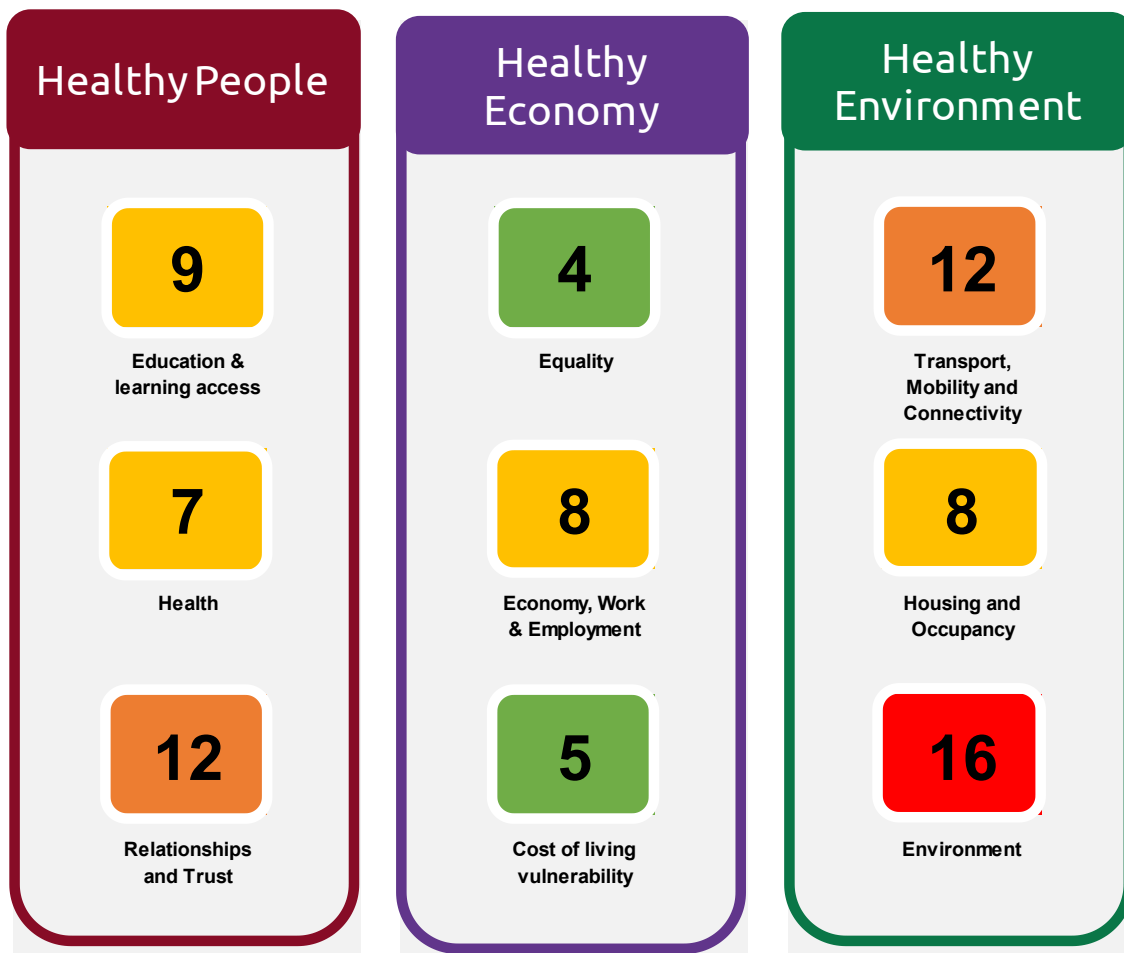 Healthy People
9
Education &
learning access
7
Health
12
Relationships
and Trust
Healthy
Economy
4
Equality
8
Economy, Work
& Employment
5
Cost of living
vulnerability
Healthy
Environment
12
Transport,
Mobility and
Connectivity
8
Housing and
Occupancy
16
Environment